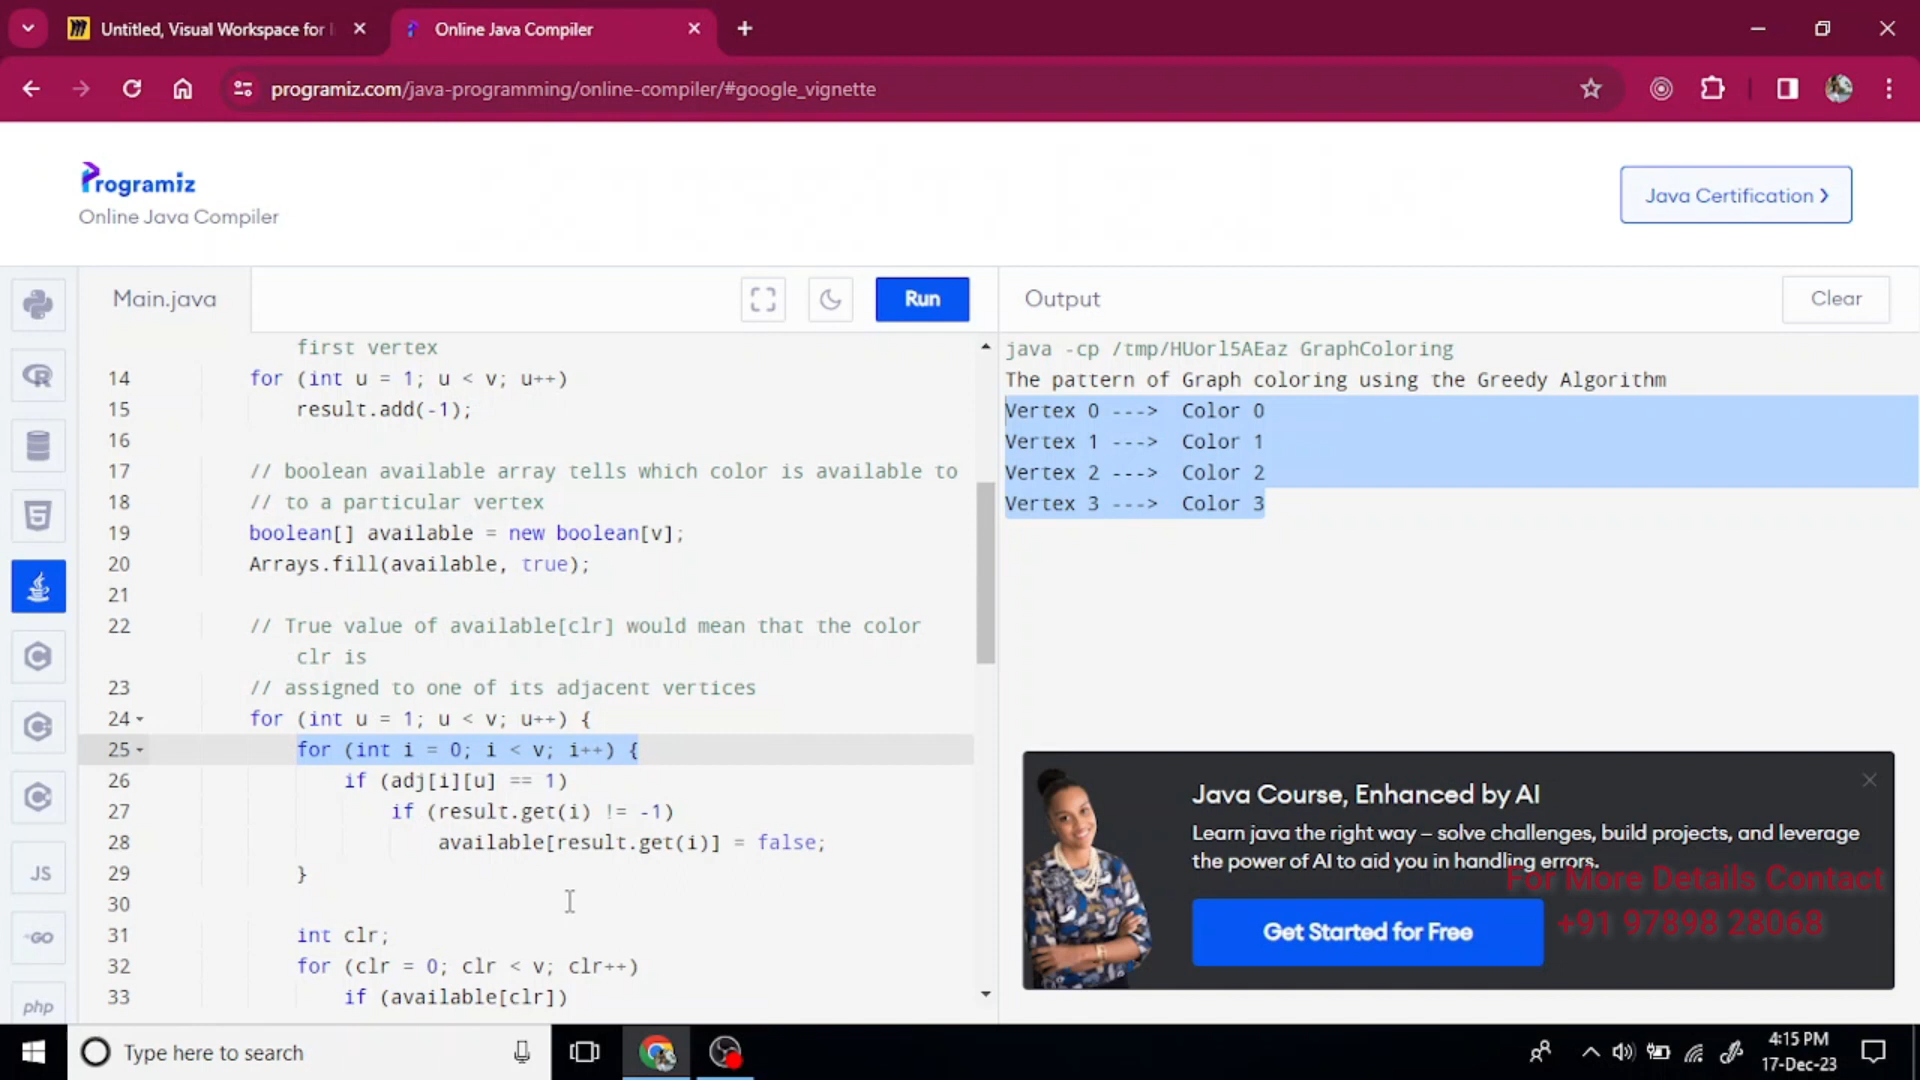 Untitled, Visual Workspace for
Online Java Compiler
programiz.com/java-programming/online-compiler/#google_vignette
Programiz
Online Java Compiler
Java Certification
Main.java
Run
Output
Clear
first vertex
14 for (int u = 1; u < v; u++)
15 result.add(-1);
16
17 // boolean available array tells which color is available to
18 // to a particular vertex
19 boolean[] available = new boolean[v];
20 Arrays.fill(available, true);
21
22 // True value of available[clr] would mean that the color
clr is
23 // assigned to one of its adjacent vertices
24 for (int u = 1; u < v; u++) {
25 for (int i = 0; i < v; i++) {
26 if (adj[i][u] == 1)
27 if (result.get(i) != -1)
28 available[result.get(i)] = false;
29 }
30
31 int clr;
32 for (clr = 0; clr < v; clr++)
33 if (available[clr])
java -cp /tmp/HUorl5AEaz GraphColoring
The pattern of Graph coloring using the Greedy Algorithm
Vertex 0 ---> Color 0
Vertex 1 ---> Color 1
Vertex 2 ---> Color 2
Vertex 3 ---> Color 3
Java Course, Enhanced by AI
Learn java the right way – solve challenges, build projects, and leverage
the power of AI to aid you in handling errors.
Get Started for Free
For More Details Contact
+91 97898 28068
JS
GO
php
Type here to search
4:15 PM
17-Dec-23